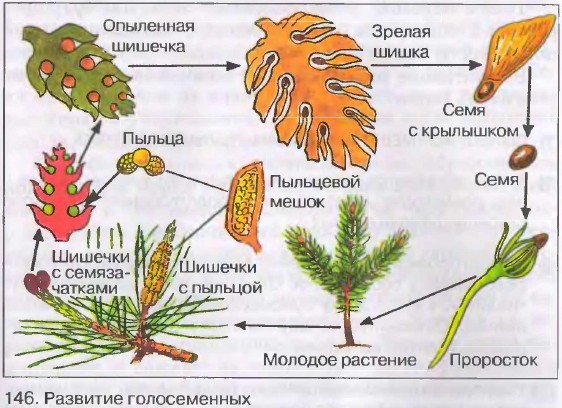 Опыленная
шишечка
Зрелая
шишка
Семя
с крылышком
Пыльца
Пыльцевой
мешок
Семя
Шишечки
с семяза-
чатками
Шишечки
с пыльцой
Молодое растение
Проросток
146. Развитие голосеменных